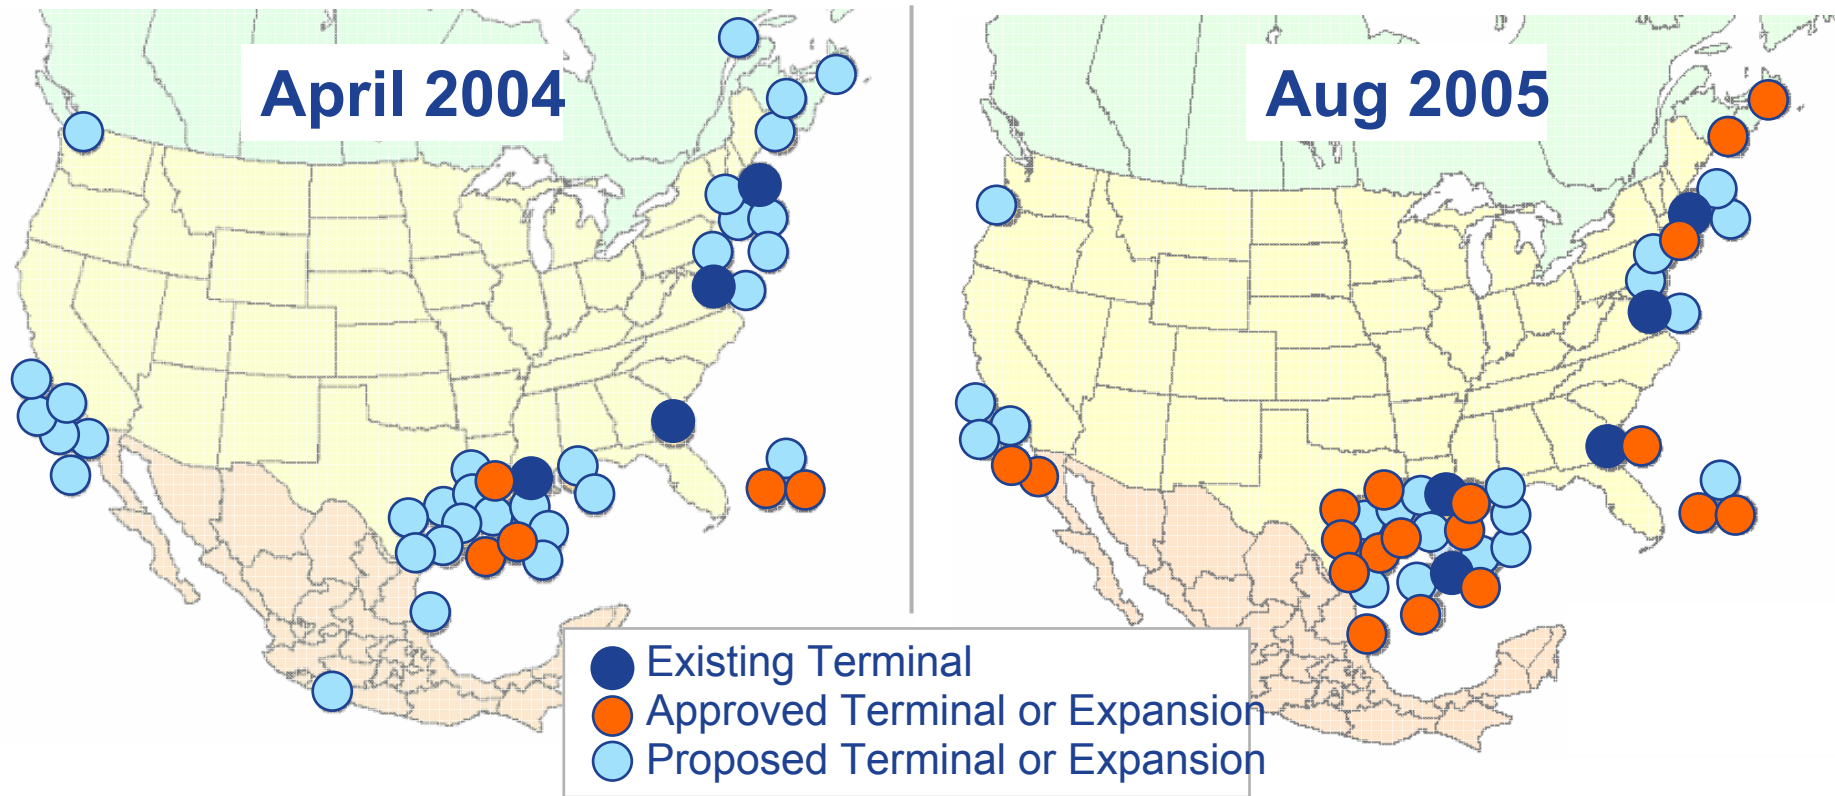 April 2004
Aug 2005
Existing Terminal
Approved Terminal or Expansion
Proposed Terminal or Expansion